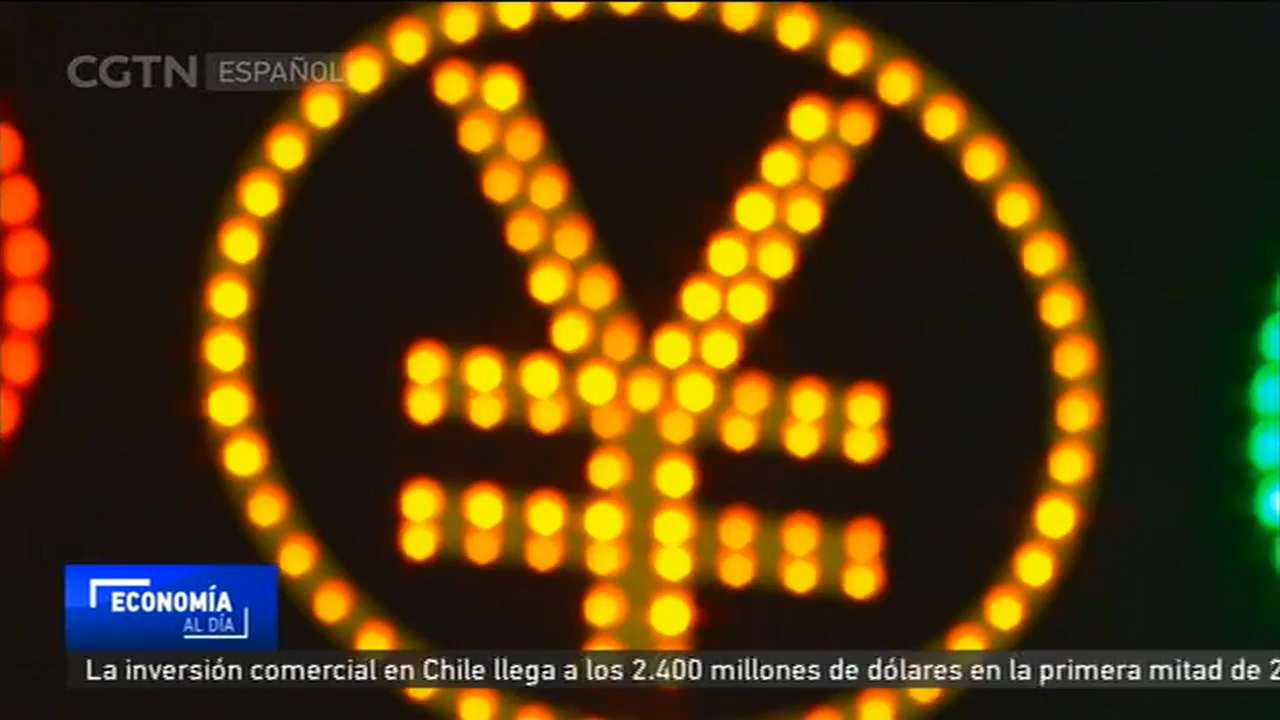 CGTN ESPAÑOL
¥
ECONOMÍA
AL DÍA
La inversión comercial en Chile llega a los 2.400 millones de dólares en la primera mitad de